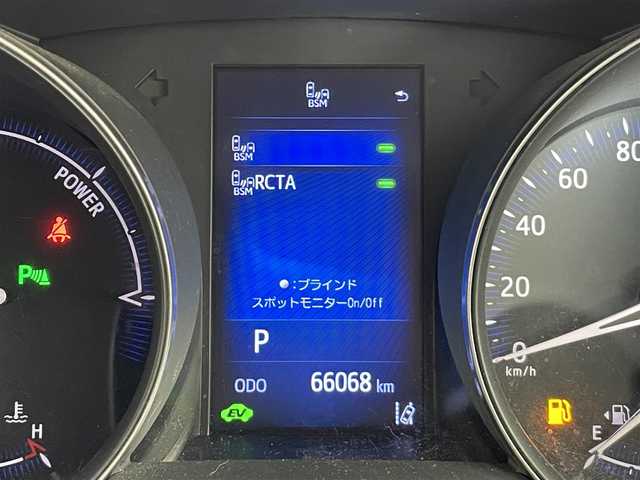 BSM
BSM
BSM RCTA
POWER
P
●:ブラインド
スポットモニターOn/Off
P
ODO 66068 km
EV
H
80
60
40
20
0
km/h
E